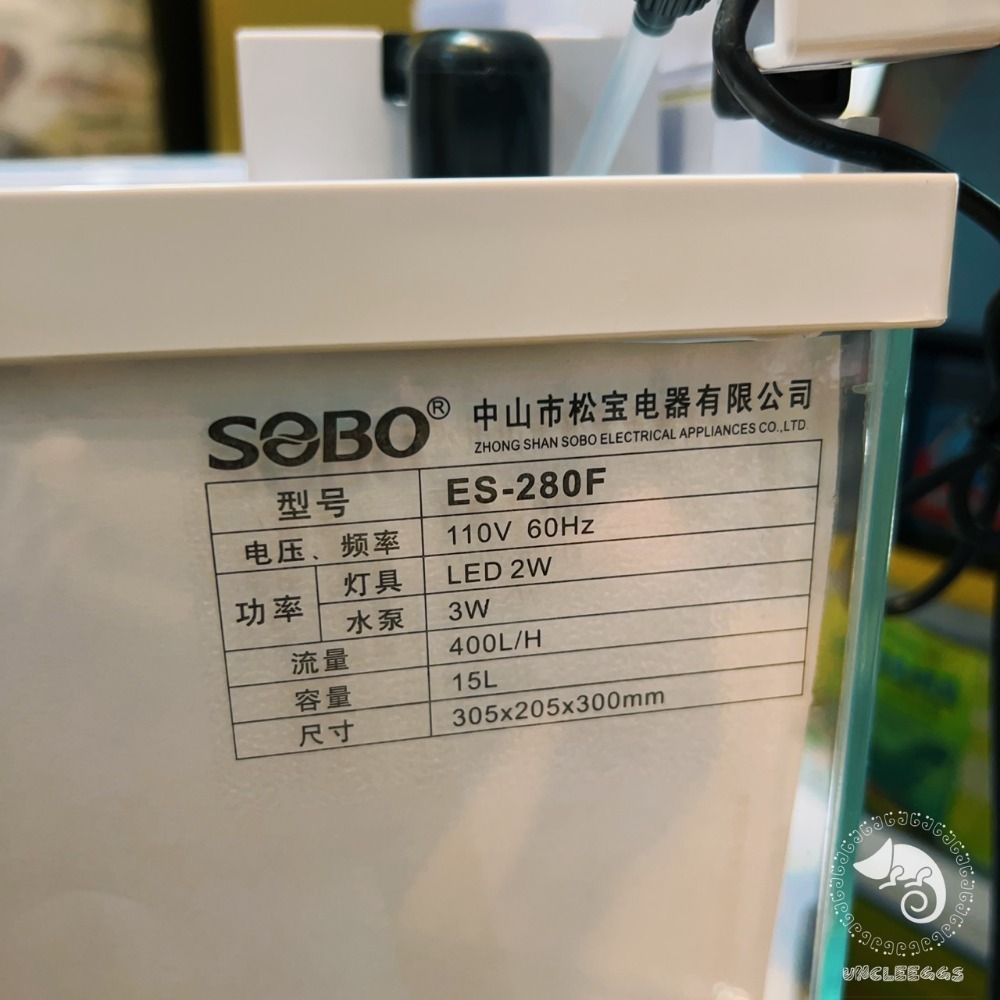 SOBO® 中山市松宝电器有限公司
ZHONG SHAN SOBO ELECTRICAL APPLIANCES CO.,LTD.
型号 ES-280F
电压、频率 110V 60Hz
功率 灯具 LED 2W
水泵 3W
流量 400L/H
容量 15L
尺寸 305x205x300mm
UNCLEEGGS